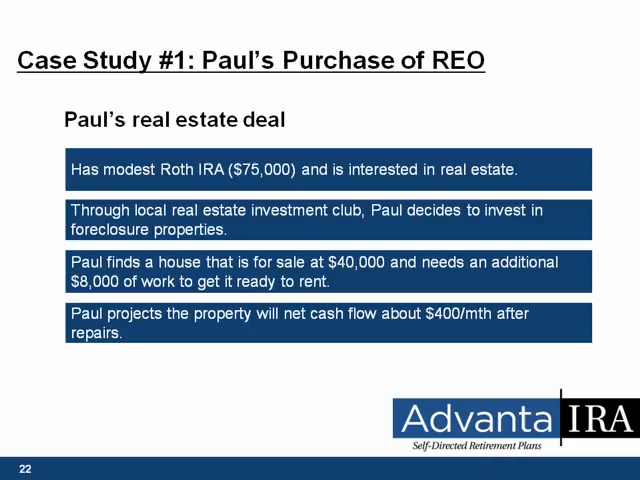 Case Study #1: Paul's Purchase of REO
Paul's real estate deal
Has modest Roth IRA ($75,000) and is interested in real estate.
Through local real estate investment club, Paul decides to invest in
foreclosure properties.
Paul finds a house that is for sale at $40,000 and needs an additional
$8,000 of work to get it ready to rent.
Paul projects the property will net cash flow about $400/mth after
repairs.
Advanta IRA
Self-Directed Retirement Plans
22